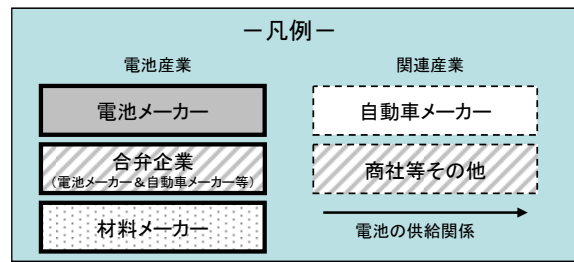 －凡例－
電池産業
関連産業
電池メーカー
自動車メーカー
合弁企業
（電池メーカー＆自動車メーカー等）
商社等その他
材料メーカー
電池の供給関係